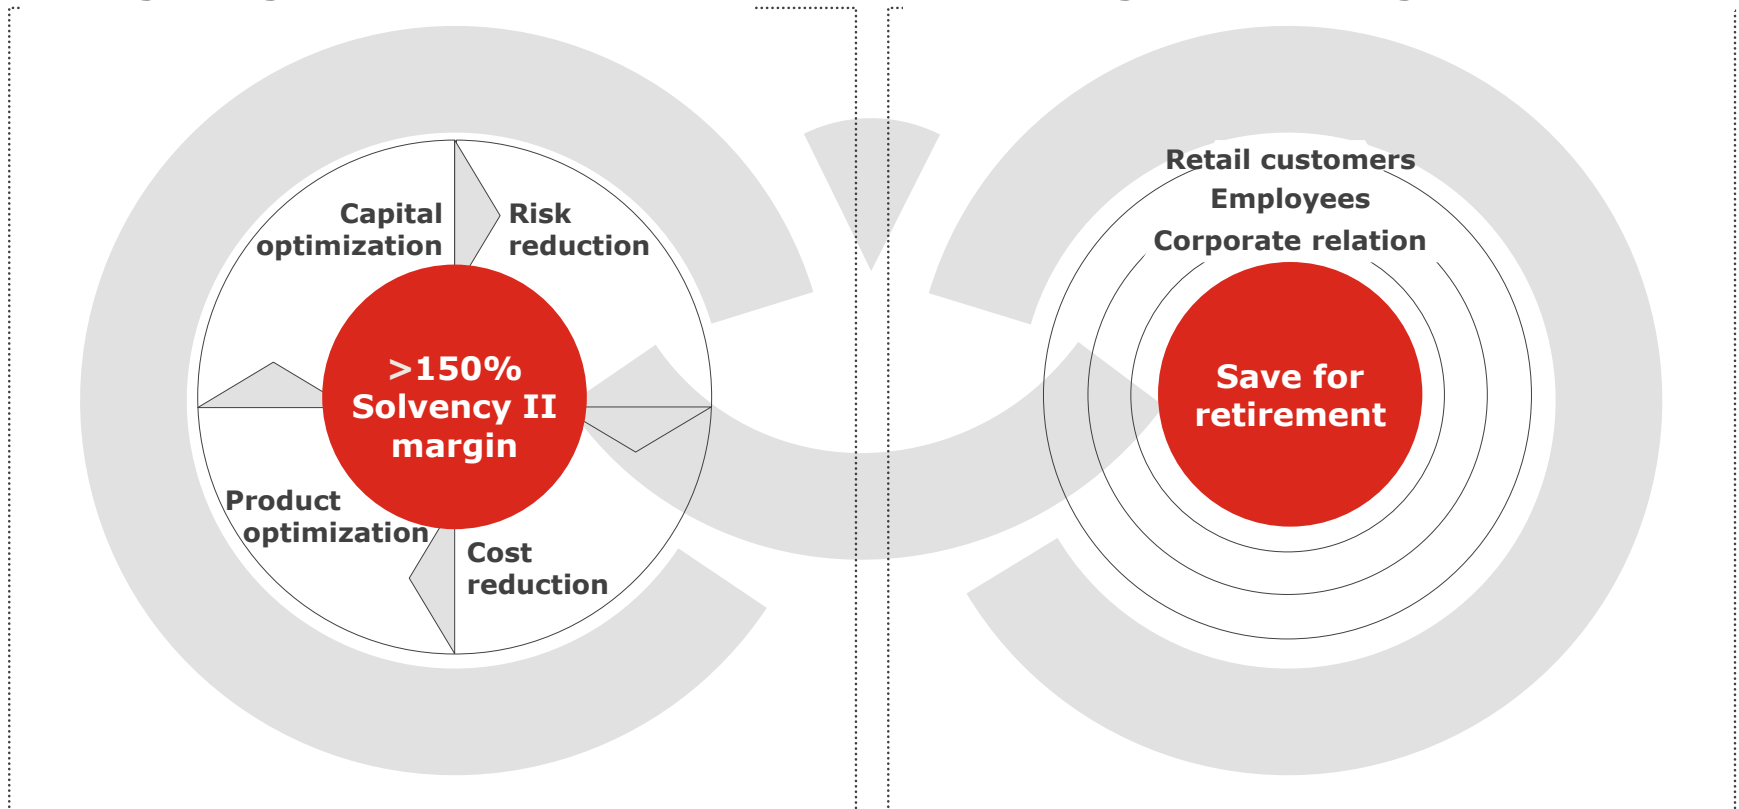 Capital
optimization
Risk
reduction
>150%
Solvency II
margin
Product
optimization
Cost
reduction
Retail customers
Employees
Corporate relation
Save for
retirement